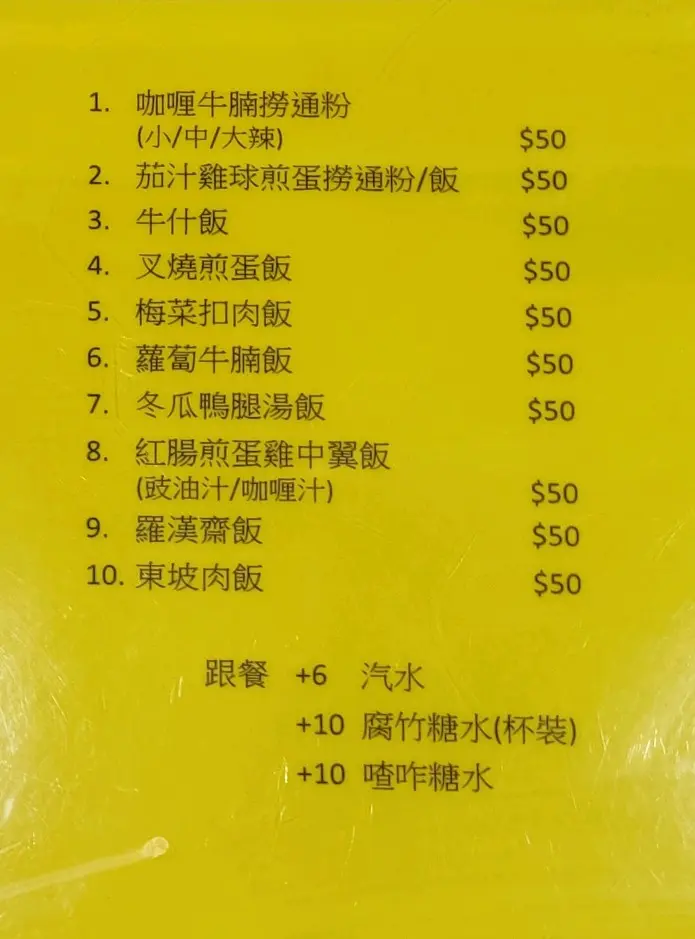 1. 咖喱牛腩撈通粉
(小/中/大辣) $50
2. 茄汁雞球煎蛋撈通粉/飯 $50
3. 牛什飯 $50
4. 叉燒煎蛋飯 $50
5. 梅菜扣肉飯 $50
6. 蘿蔔牛腩飯 $50
7. 冬瓜鴨腿湯飯 $50
8. 紅腸煎蛋雞中翼飯
(豉油汁/咖喱汁) $50
9. 羅漢齋飯 $50
10. 東坡肉飯 $50
跟餐 +6 汽水
+10 腐竹糖水(杯裝)
+10 喳咋糖水